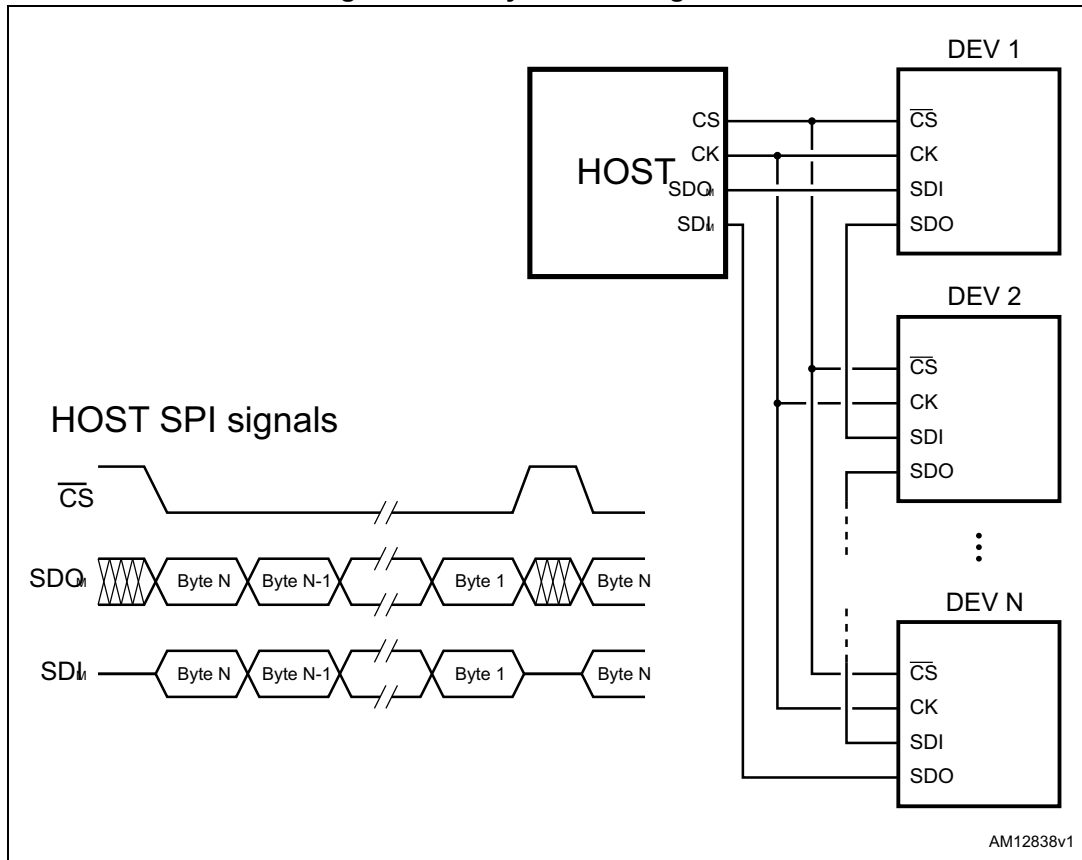 DEV 1
CS
CK
SDOM
SDIM
HOST
CS
CK
SDI
SDO
DEV 2
CS
CK
SDI
SDO
HOST SPI signals
CS
SDOM
Byte N
Byte N-1
Byte 1
Byte N
SDIM
Byte N
Byte N-1
Byte 1
Byte N
DEV N
CS
CK
SDI
SDO
AM12838v1